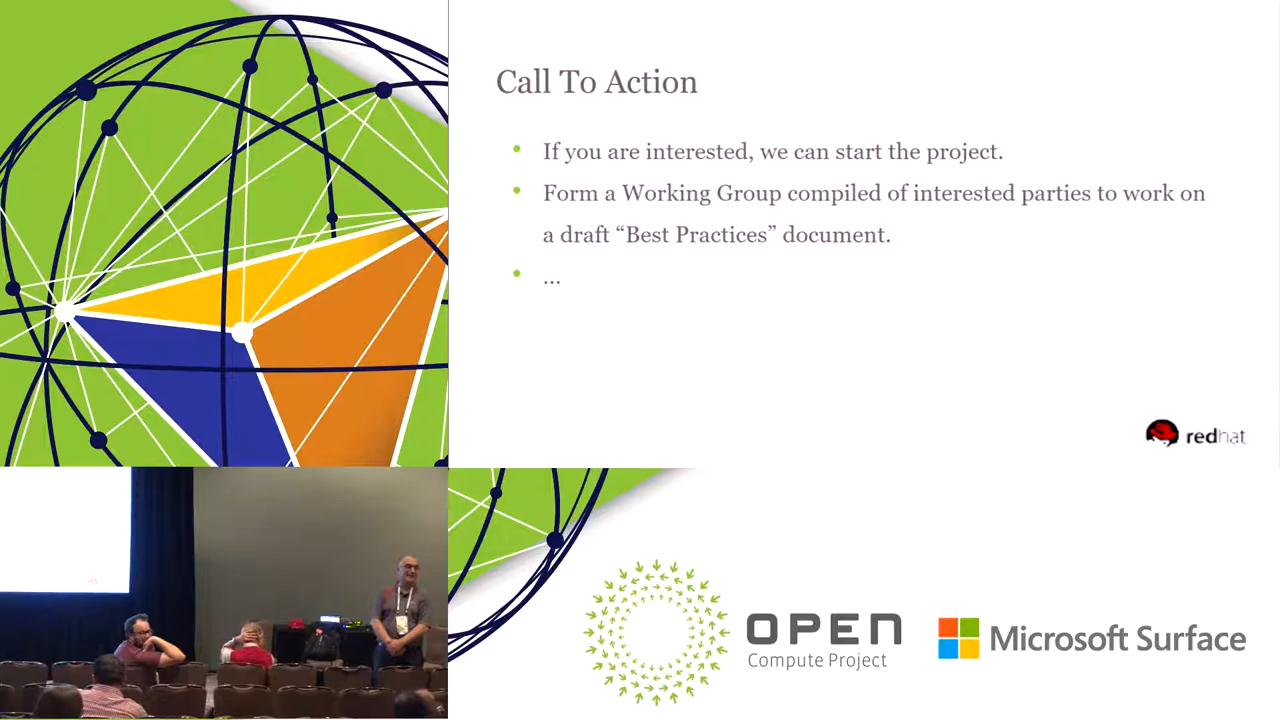 Call To Action
• If you are interested, we can start the project.
• Form a Working Group compiled of interested parties to work on
a draft “Best Practices” document.
• ...
redhat
OPEN
Compute Project
Microsoft Surface